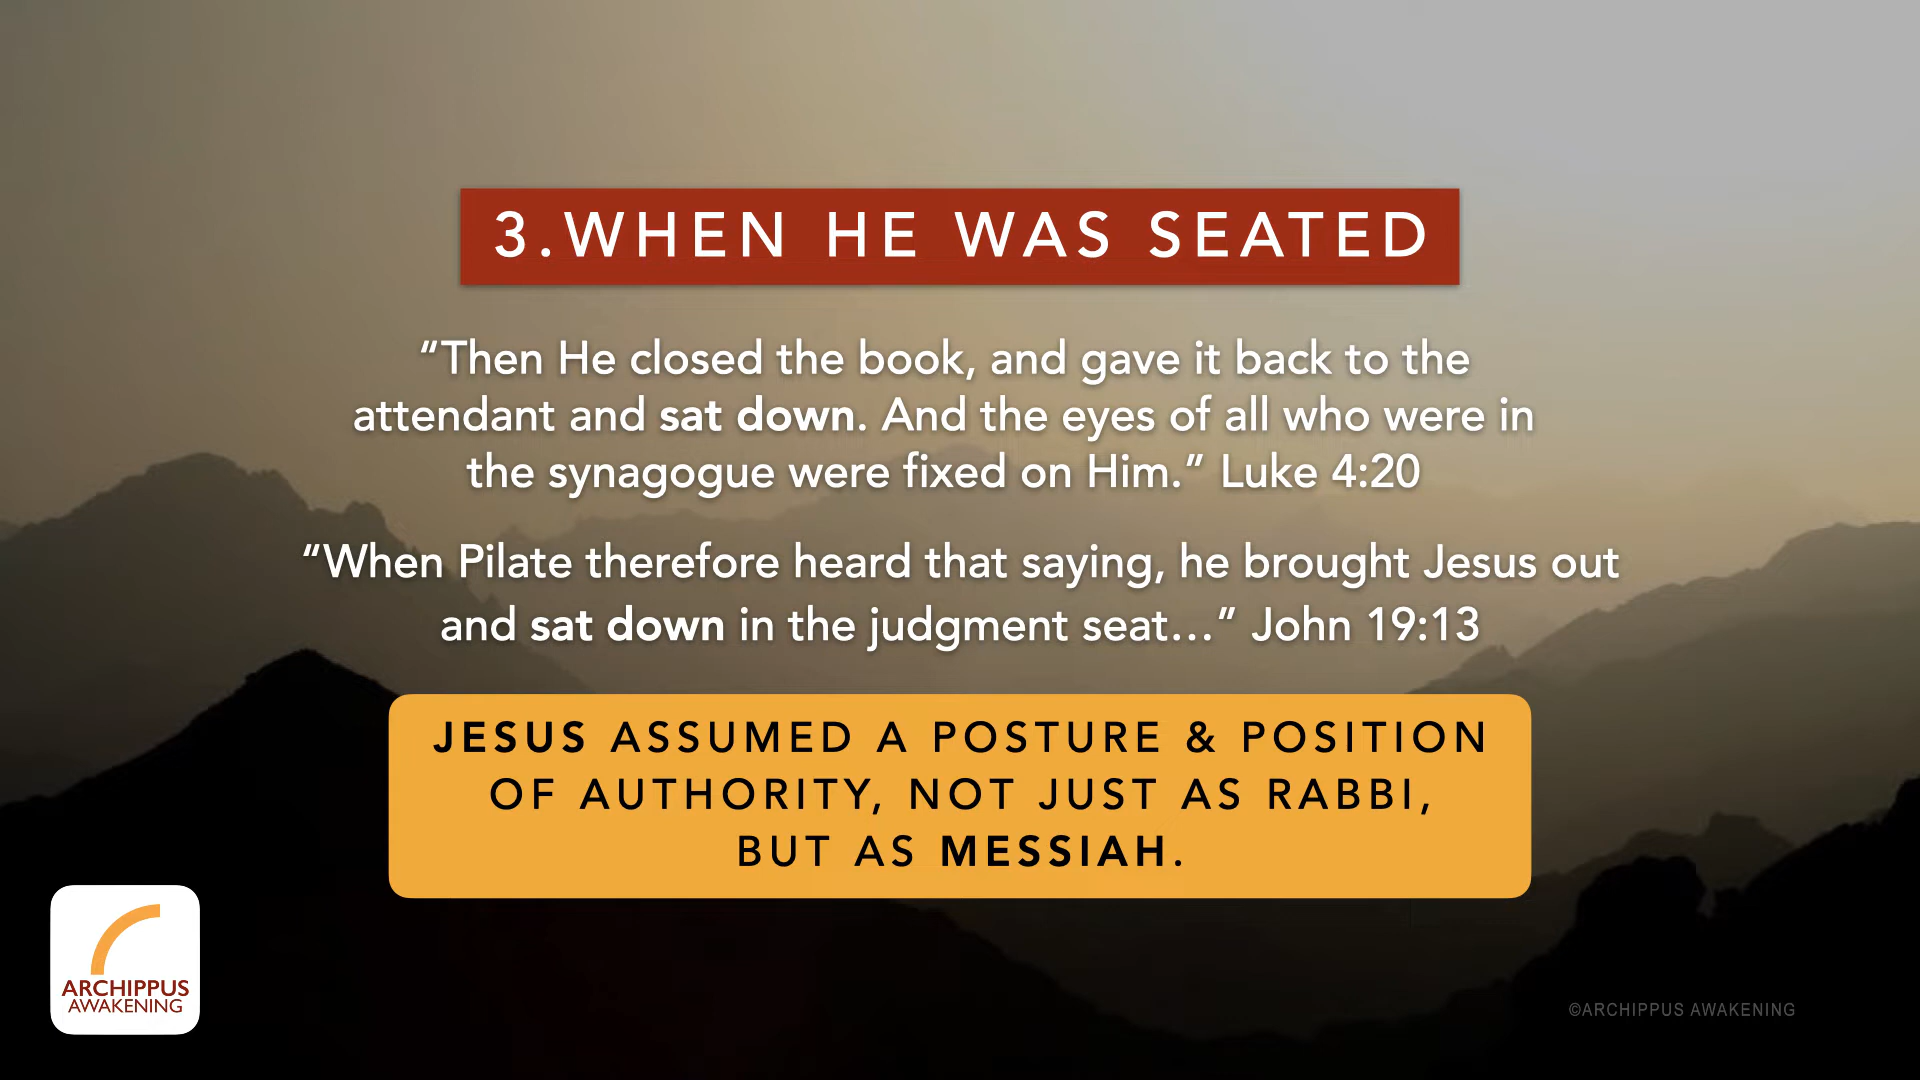 3.WHEN HE WAS SEATED
“Then He closed the book, and gave it back to the
attendant and sat down. And the eyes of all who were in
the synagogue were fixed on Him.” Luke 4:20
“When Pilate therefore heard that saying, he brought Jesus out
and sat down in the judgment seat…” John 19:13
JESUS ASSUMED A POSTURE & POSITION
OF AUTHORITY, NOT JUST AS RABBI,
BUT AS MESSIAH.
ARCHIPPUS
AWAKENING
©ARCHIPPUS AWAKENING